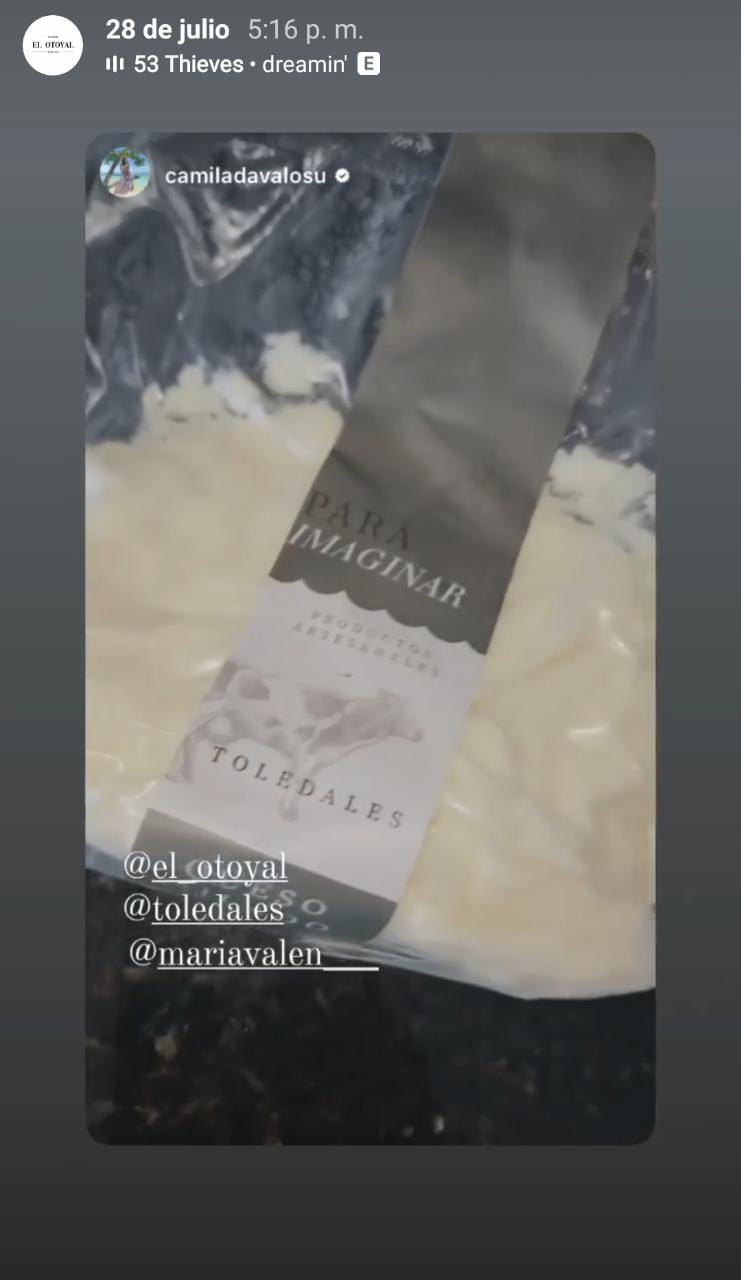 EL OTOYAL
28 de julio 5:16 p. m.
53 Thieves • dreamin' E
camiladavalosu
PARA
IMAGINAR
PRODUCTOS
ARTESANALES
TOLEDALES
@el_otoyal
QUESO
@toledales
@mariavalen___